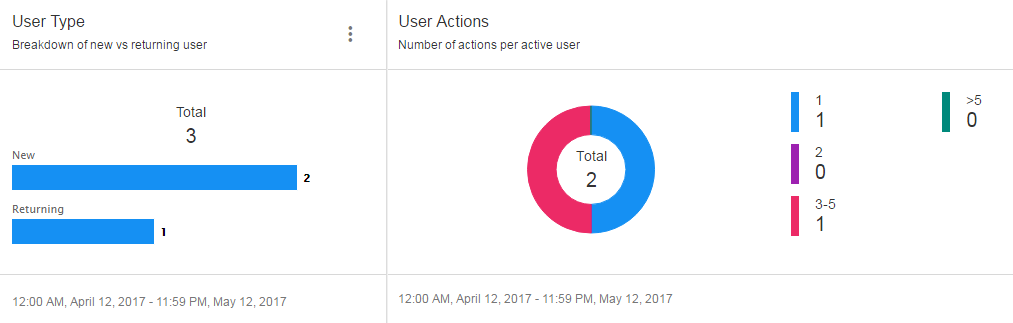 User Type
Breakdown of new vs returning user
Total
3
New
2
Returning
1
12:00 AM, April 12, 2017 - 11:59 PM, May 12, 2017
User Actions
Number of actions per active user
Total
2
1
1
2
0
3-5
1
>5
0
12:00 AM, April 12, 2017 - 11:59 PM, May 12, 2017